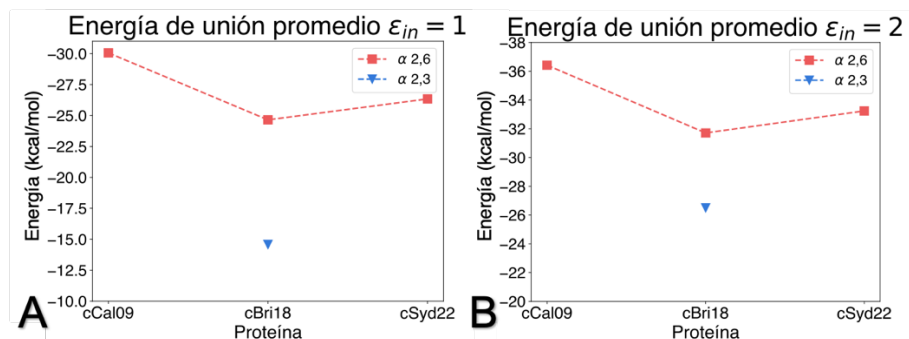 Energía de unión promedio ε_in = 1
−30.0
−27.5
−25.0
−22.5
−20.0
−17.5
−15.0
−12.5
−10.0
Energía (kcal/mol)
α 2,6
α 2,3
cCal09
cBri18
cSyd22
Proteína
A
Energía de unión promedio ε_in = 2
−38
−36
−34
−32
−30
−28
−26
−24
−22
−20
Energía (kcal/mol)
α 2,6
α 2,3
cCal09
cBri18
cSyd22
Proteína
B